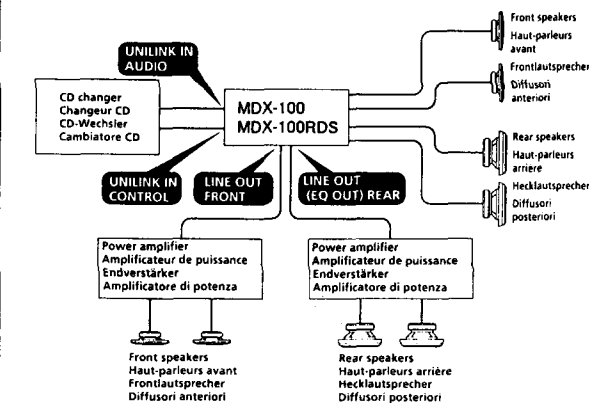 Front speakers
Haut-parleurs
avant
Frontlautsprecher
Diffusori
anteriori
UNILINK IN
AUDIO
CD changer
Changeur CD
CD-Wechsler
Cambiatore CD
MDX-100
MDX-100RDS
Rear speakers
Haut-parleurs
arrière
Hecklautsprecher
Diffusori
posteriori
UNILINK IN
CONTROL
LINE OUT
FRONT
LINE OUT
(EQ OUT) REAR
Power amplifier
Amplificateur de puissance
Endverstärker
Amplificatore di potenza
Power amplifier
Amplificateur de puissance
Endverstärker
Amplificatore di potenza
Front speakers
Haut-parleurs avant
Frontlautsprecher
Diffusori anteriori
Rear speakers
Haut-parleurs arrière
Hecklautsprecher
Diffusori posteriori